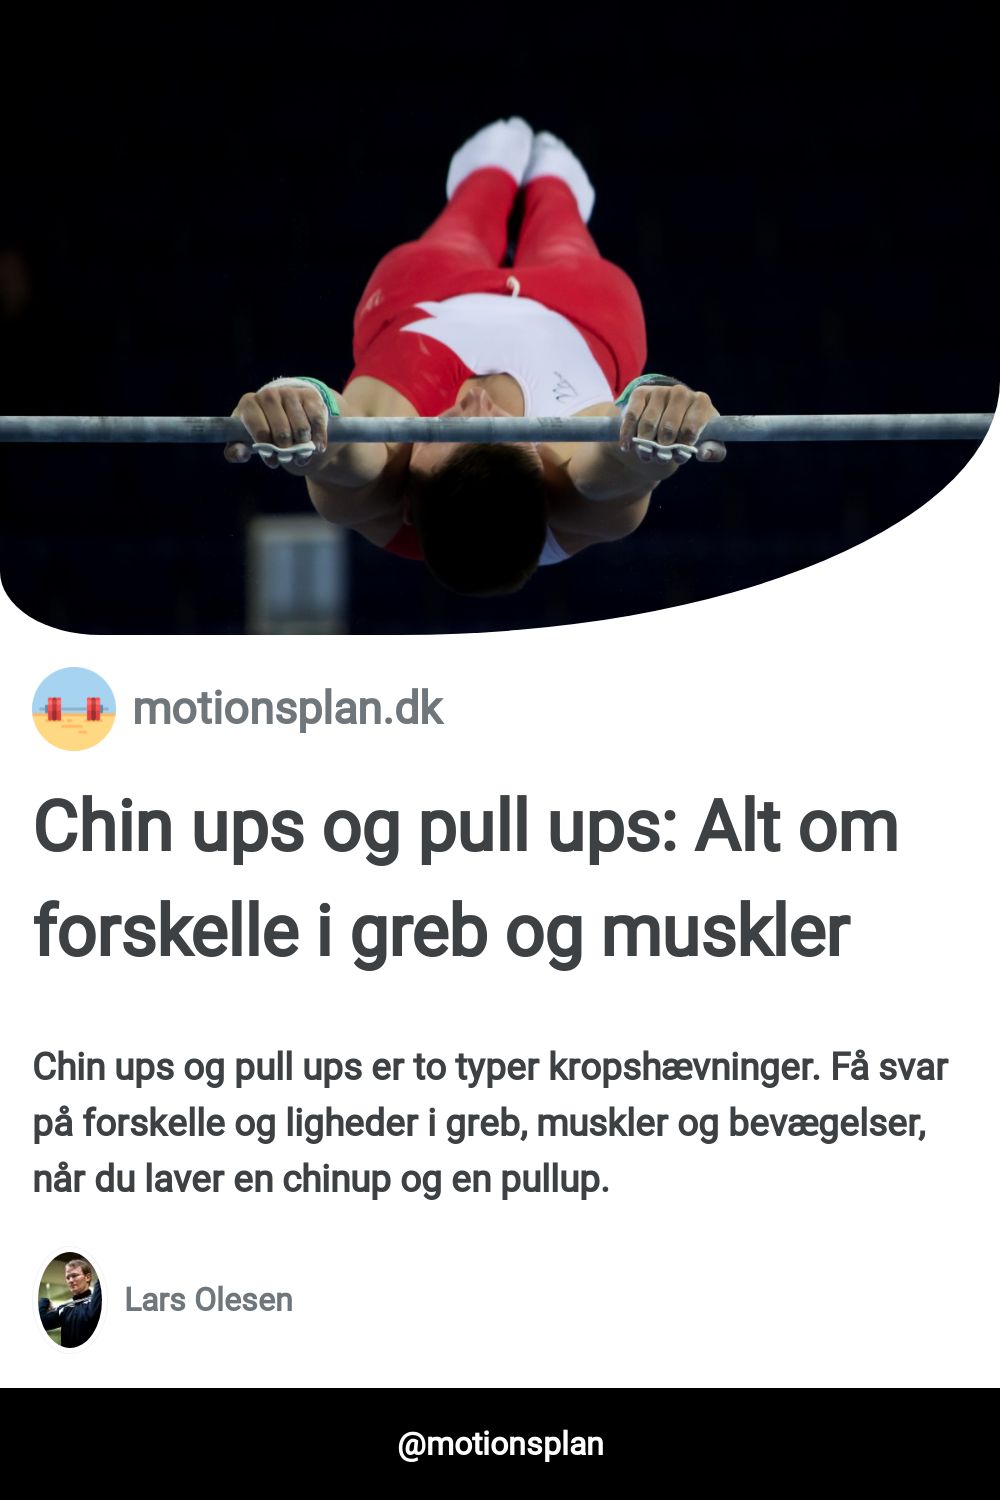 motionsplan.dk
Chin ups og pull ups: Alt om
forskelle i greb og muskler
Chin ups og pull ups er to typer kropshævninger. Få svar
på forskelle og ligheder i greb, muskler og bevægelser,
når du laver en chinup og en pullup.
Lars Olesen
@motionsplan